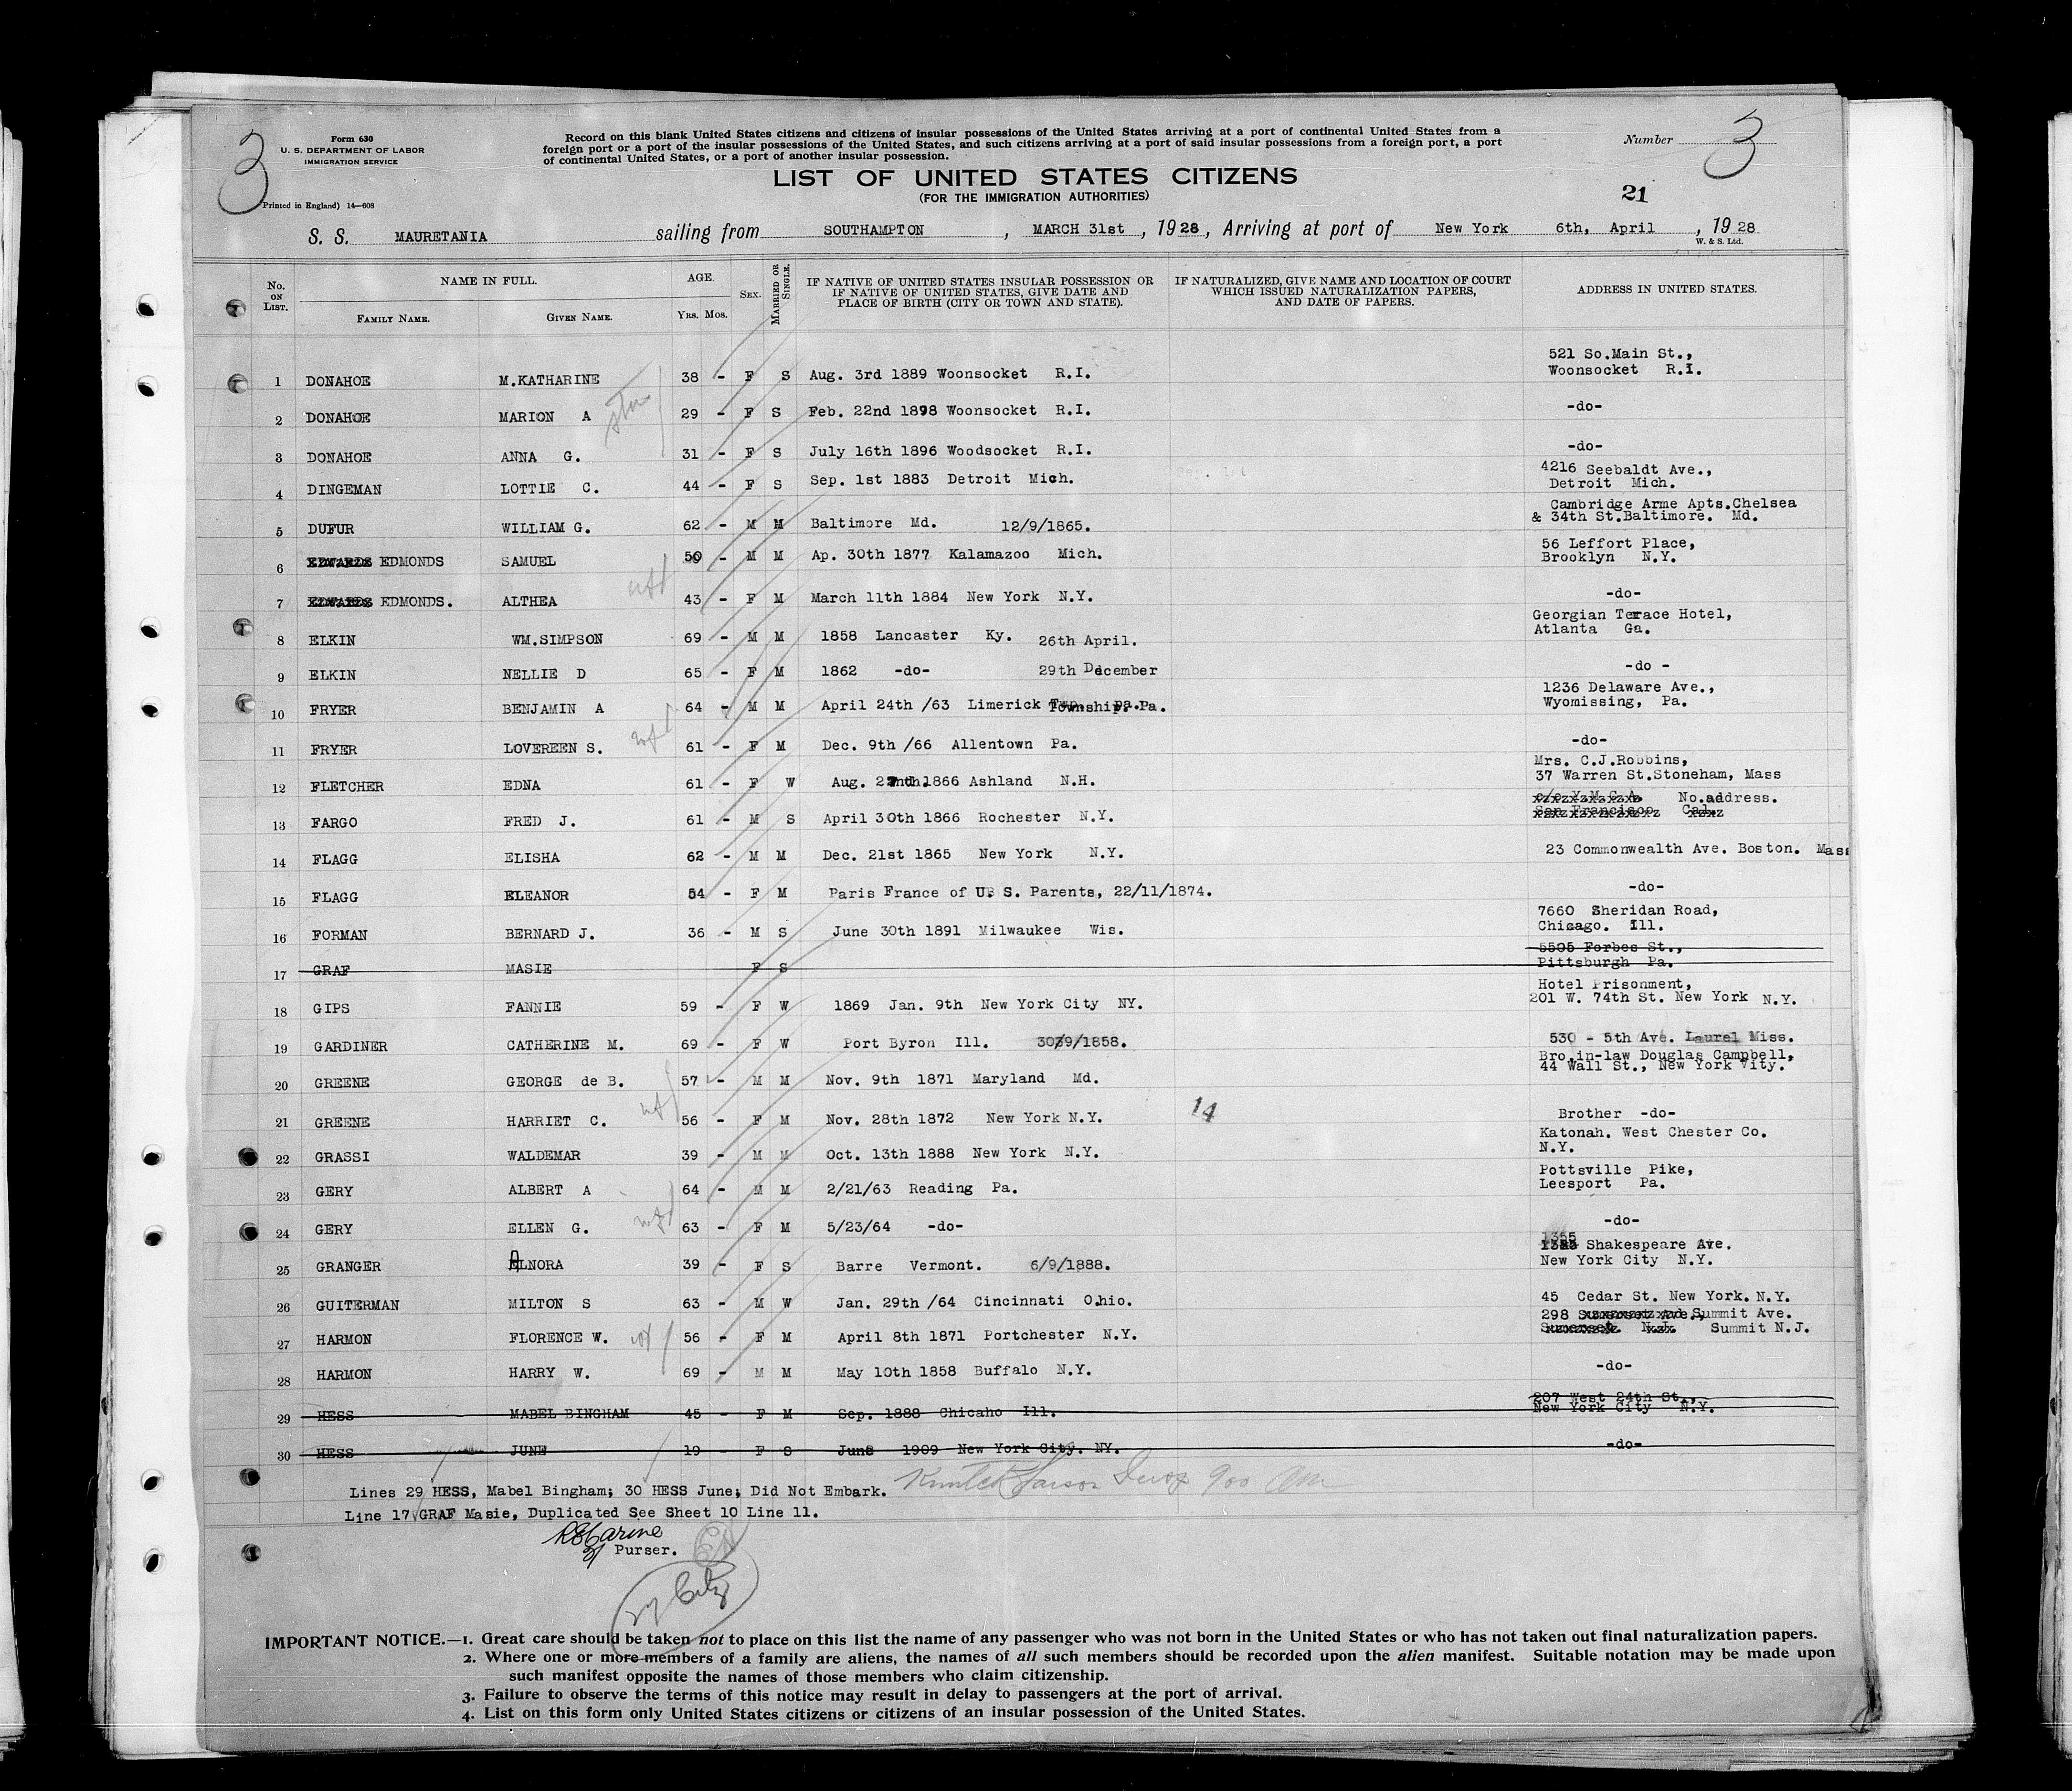 3
Form 630
U. S. DEPARTMENT OF LABOR
IMMIGRATION SERVICE
Printed in England) 14—608
Record on this blank United States citizens and citizens of insular possessions of the United States arriving at a port of continental United States from a
foreign port or a port of the insular possessions of the United States, and such citizens arriving at a port of said insular possessions from a foreign port, a port
of continental United States, or a port of another insular possession.
Number 3
LIST OF UNITED STATES CITIZENS
(FOR THE IMMIGRATION AUTHORITIES)
21
S. S. MAURETANIA sailing from SOUTHAMPTON, MARCH 31st, 1928, Arriving at port of New York 6th, April, 1928
W. & S. Ltd.
No. ON LIST. NAME IN FULL. FAMILY NAME. GIVEN NAME. AGE. YRS. MOS. SEX. MARRIED OR SINGLE. IF NATIVE OF UNITED STATES INSULAR POSSESSION OR IF NATIVE OF UNITED STATES, GIVE DATE AND PLACE OF BIRTH (CITY OR TOWN AND STATE). IF NATURALIZED, GIVE NAME AND LOCATION OF COURT WHICH ISSUED NATURALIZATION PAPERS, AND DATE OF PAPERS. ADDRESS IN UNITED STATES.
1 DONAHOE M.KATHARINE 38 - F S Aug. 3rd 1889 Woonsocket R.I. 521 So.Main St., Woonsocket R.I.
2 DONAHOE MARION A 29 - F S Feb. 22nd 1898 Woonsocket R.I. -do-
3 DONAHOE ANNA G. 31 - F S July 16th 1896 Woodsocket R.I. -do-
4 DINGEMAN LOTTIE C. 44 - F S Sep. 1st 1883 Detroit Mich. 4216 Seebaldt Ave., Detroit Mich.
5 DUFUR WILLIAM G. 62 - M M Baltimore Md. 12/9/1865. Cambridge Arme Apts.Chelsea & 34th St.Baltimore. Md.
6 EDWARDS EDMONDS SAMUEL 50 - M M Ap. 30th 1877 Kalamazoo Mich. 56 Leffort Place, Brooklyn N.Y.
7 EDWARDS EDMONDS. ALTHEA 43 - F M March 11th 1884 New York N.Y. -do-
8 ELKIN WM.SIMPSON 69 - M M 1858 Lancaster Ky. 26th April. Georgian Terace Hotel, Atlanta Ga.
9 ELKIN NELLIE D 65 - F M 1862 -do- 29th December -do -
10 FRYER BENJAMIN A 64 - M M April 24th /63 Limerick Township. Pa. 1236 Delaware Ave., Wyomissing, Pa.
11 FRYER LOVEREEN S. 61 - F M Dec. 9th /66 Allentown Pa. -do-
12 FLETCHER EDNA 61 - F W Aug. 22nd.1866 Ashland N.H. Mrs. C.J.Robbins, 37 Warren St.Stoneham, Mass
13 FARGO FRED J. 61 - M S April 30th 1866 Rochester N.Y. c/o Y.M.C.A. No.address. San Francisco Cal.
14 FLAGG ELISHA 62 - M M Dec. 21st 1865 New York N.Y. 23 Commonwealth Ave. Boston. Mass
15 FLAGG ELEANOR 54 - F M Paris France of U. S. Parents, 22/11/1874. -do-
16 FORMAN BERNARD J. 36 - M S June 30th 1891 Milwaukee Wis. 7660 Sheridan Road, Chicago. Ill.
17 GRAF MASIE F S 5505 Forbes St., Pittsburgh Pa.
18 GIPS FANNIE 59 - F W 1869 Jan. 9th New York City NY. Hotel Prisonment, 201 W. 74th St. New York N.Y.
19 GARDINER CATHERINE M. 69 - F W Port Byron Ill. 30/9/1858. 530 - 5th Ave. Laurel Miss.
20 GREENE GEORGE de B. 57 - M M Nov. 9th 1871 Maryland Md. Bro,in-law Douglas Campbell, 44 Wall St., New York Vity.
21 GREENE HARRIET C. 56 - F M Nov. 28th 1872 New York N.Y. 14 Brother -do-
22 GRASSI WALDEMAR 39 - M M Oct. 13th 1888 New York N.Y. Katonah. West Chester Co. N.Y.
23 GERY ALBERT A 64 - M M 2/21/63 Reading Pa. Pottsville Pike, Leesport Pa.
24 GERY ELLEN G. 63 - F M 5/23/64 -do- -do-
25 GRANGER ALNORA 39 - F S Barre Vermont. 6/9/1888. 1355 Shakespeare Ave. New York City N.Y.
26 GUITERMAN MILTON S 63 - M W Jan. 29th /64 Cincinnati Ohio. 45 Cedar St. New York. N.Y.
27 HARMON FLORENCE W. 56 - F M April 8th 1871 Portchester N.Y. 298 Summit Ave. Summit N.J.
28 HARMON HARRY W. 69 - M M May 10th 1858 Buffalo N.Y. -do-
29 HESS MABEL BINGHAM 45 - F M Sep. 1888 Chicaho Ill. 207 West 24th St., New York City N.Y.
30 HESS JUNE 19 - F S June 1909 New York City. NY. -do-
Lines 29 HESS, Mabel Bingham; 30 HESS June; Did Not Embark.
Line 17 GRAF Masie, Duplicated See Sheet 10 Line 11.
Purser.
IMPORTANT NOTICE.—1. Great care should be taken not to place on this list the name of any passenger who was not born in the United States or who has not taken out final naturalization papers.
2. Where one or more members of a family are aliens, the names of all such members should be recorded upon the alien manifest. Suitable notation may be made upon
such manifest opposite the names of those members who claim citizenship.
3. Failure to observe the terms of this notice may result in delay to passengers at the port of arrival.
4. List on this form only United States citizens or citizens of an insular possession of the United States.